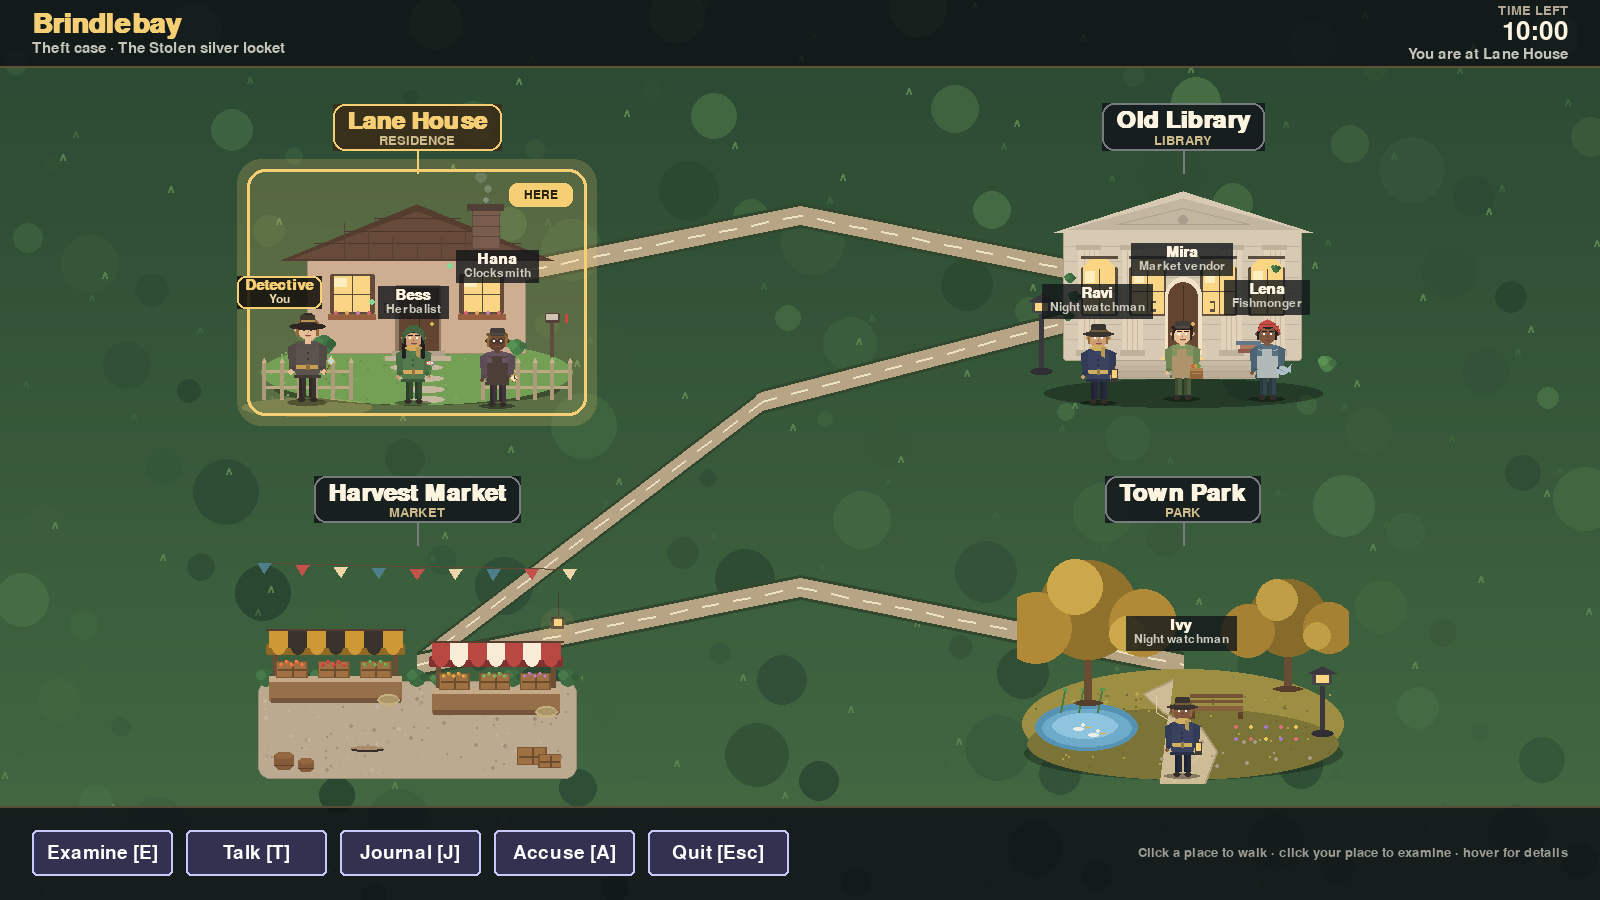 Brindlebay
Theft case · The Stolen silver locket
TIME LEFT
10:00
You are at Lane House
Lane House
RESIDENCE
HERE
Hana
Clocksmith
Detective
You
Bess
Herbalist
Old Library
LIBRARY
Mira
Market vendor
Ravi
Night watchman
Lena
Fishmonger
Harvest Market
MARKET
Town Park
PARK
Ivy
Night watchman
Examine [E]
Talk [T]
Journal [J]
Accuse [A]
Quit [Esc]
Click a place to walk · click your place to examine · hover for details